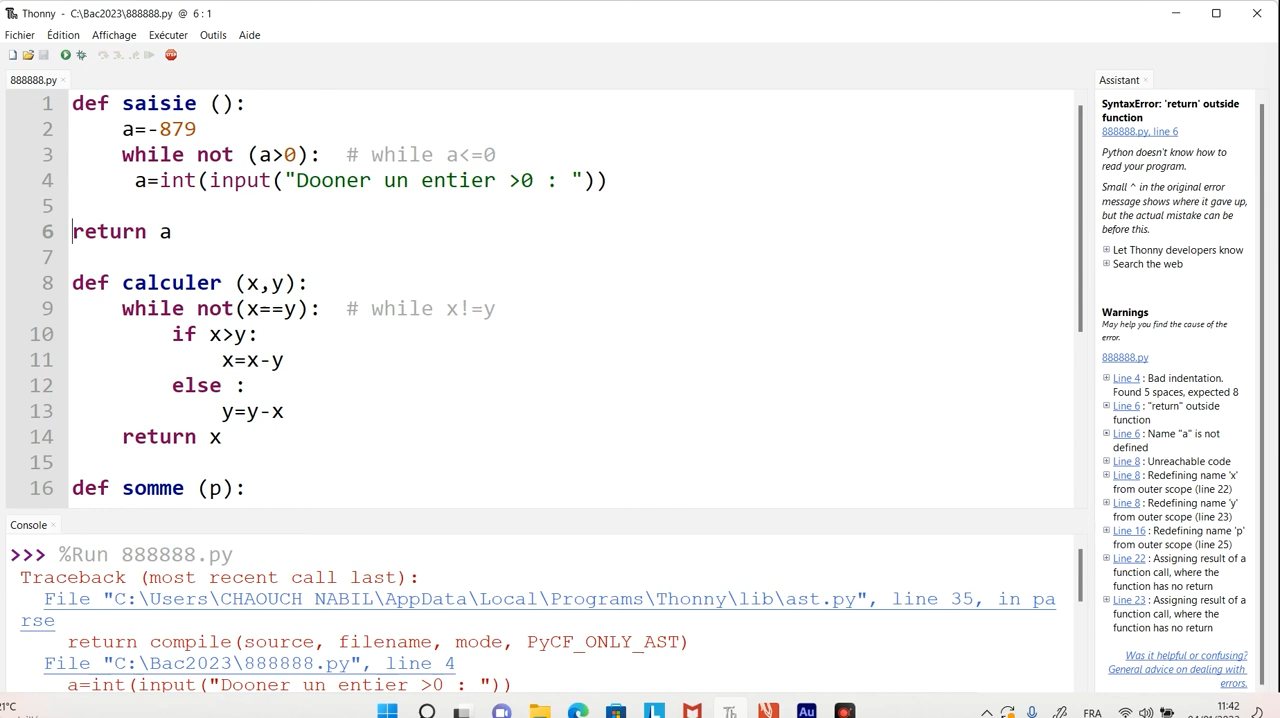 Thonny - C:\Bac2023\888888.py @ 6 : 1
Fichier Édition Affichage Exécuter Outils Aide
888888.py
1 def saisie ():
2 a=-879
3 while not (a>0): # while a<=0
4 a=int(input("Dooner un entier >0 : "))
5
6 return a
7
8 def calculer (x,y):
9 while not(x==y): # while x!=y
10 if x>y:
11 x=x-y
12 else :
13 y=y-x
14 return x
15
16 def somme (p):
Console
>>> %Run 888888.py
Traceback (most recent call last):
File "C:\Users\CHAOUCH NABIL\AppData\Local\Programs\Thonny\lib\ast.py", line 35, in pa
rse
return compile(source, filename, mode, PyCF_ONLY_AST)
File "C:\Bac2023\888888.py", line 4
a=int(input("Dooner un entier >0 : "))
Assistant
SyntaxError: 'return' outside
function
888888.py, line 6
Python doesn't know how to
read your program.
Small ^ in the original error
message shows where it gave up,
but the actual mistake can be
before this.
Let Thonny developers know
Search the web
Warnings
May help you find the cause of the
error.
888888.py
Line 4 : Bad indentation.
Found 5 spaces, expected 8
Line 6 : "return" outside
function
Line 6 : Name "a" is not
defined
Line 8 : Unreachable code
Line 8 : Redefining name 'x'
from outer scope (line 22)
Line 8 : Redefining name 'y'
from outer scope (line 23)
Line 16 : Redefining name 'p'
from outer scope (line 25)
Line 22 : Assigning result of a
function call, where the
function has no return
Line 23 : Assigning result of a
function call, where the
function has no return
Was it helpful or confusing?
General advice on dealing with
errors.
21°C
Th
Au
FRA
11:42